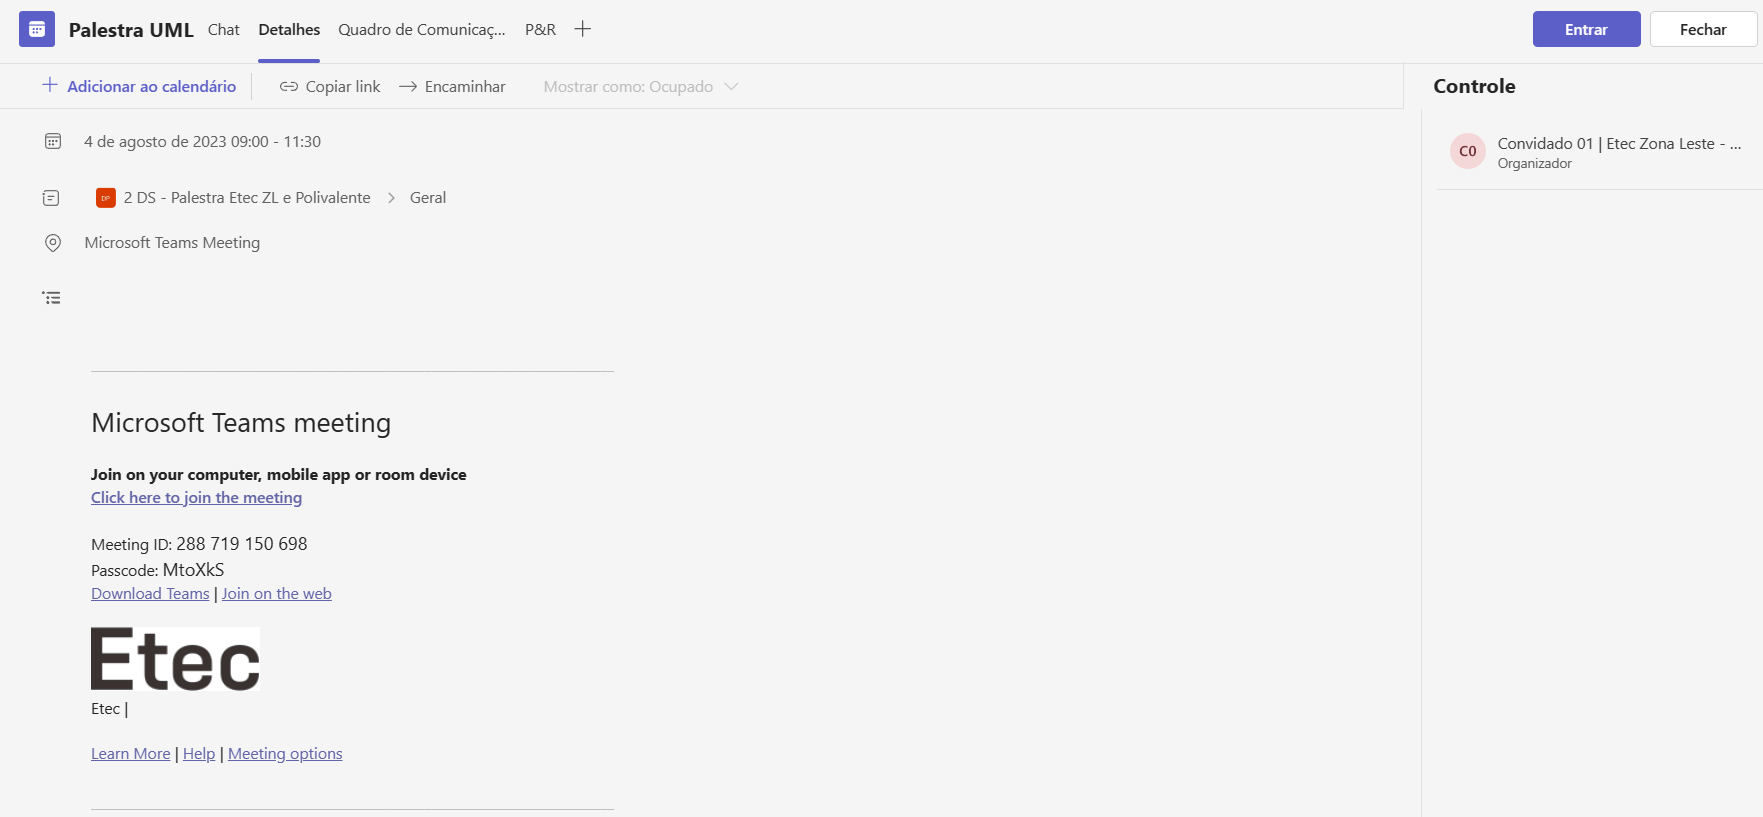 Palestra UML Chat Detalhes Quadro de Comunicaç... P&R Entrar Fechar
Adicionar ao calendário Copiar link Encaminhar Mostrar como: Ocupado
Controle
4 de agosto de 2023 09:00 - 11:30
C0 Convidado 01 | Etec Zona Leste - ...
Organizador
DP 2 DS - Palestra Etec ZL e Polivalente > Geral
Microsoft Teams Meeting
Microsoft Teams meeting
Join on your computer, mobile app or room device
Click here to join the meeting
Meeting ID: 288 719 150 698
Passcode: MtoXkS
Download Teams | Join on the web
Etec
Etec |
Learn More | Help | Meeting options